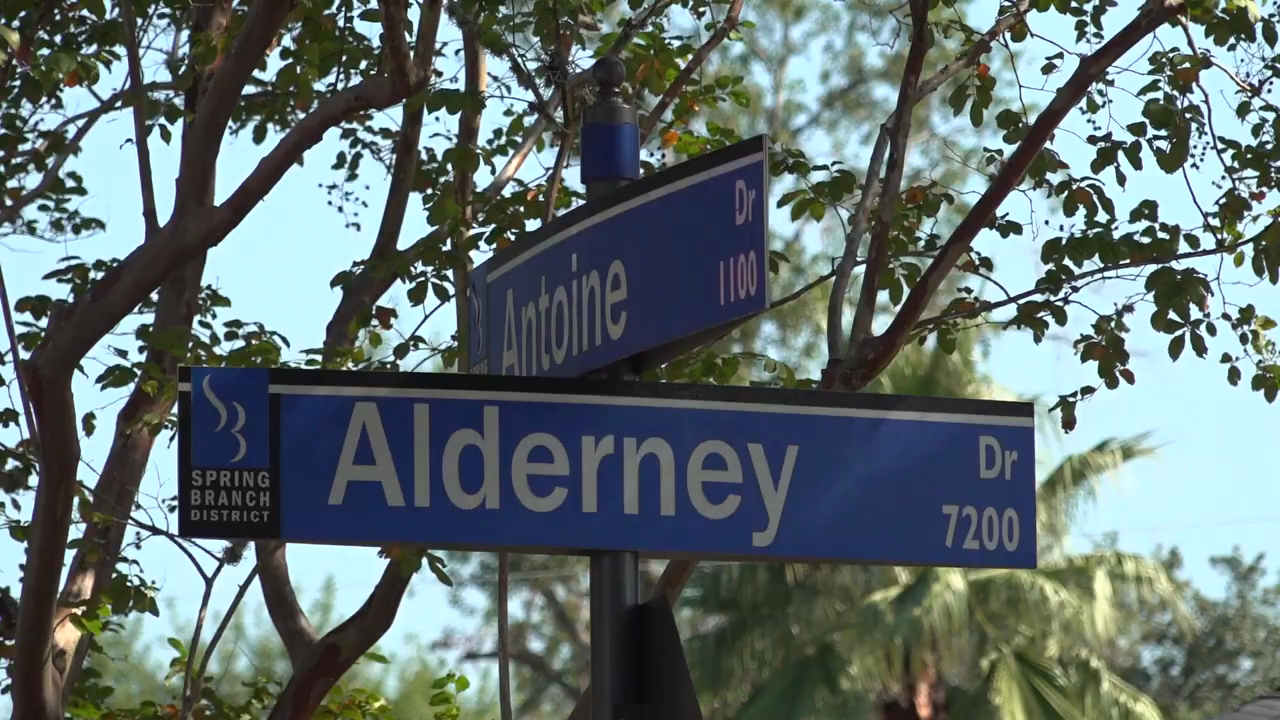 Antoine
Dr
1100
Alderney
Dr
7200
SPRING
BRANCH
DISTRICT